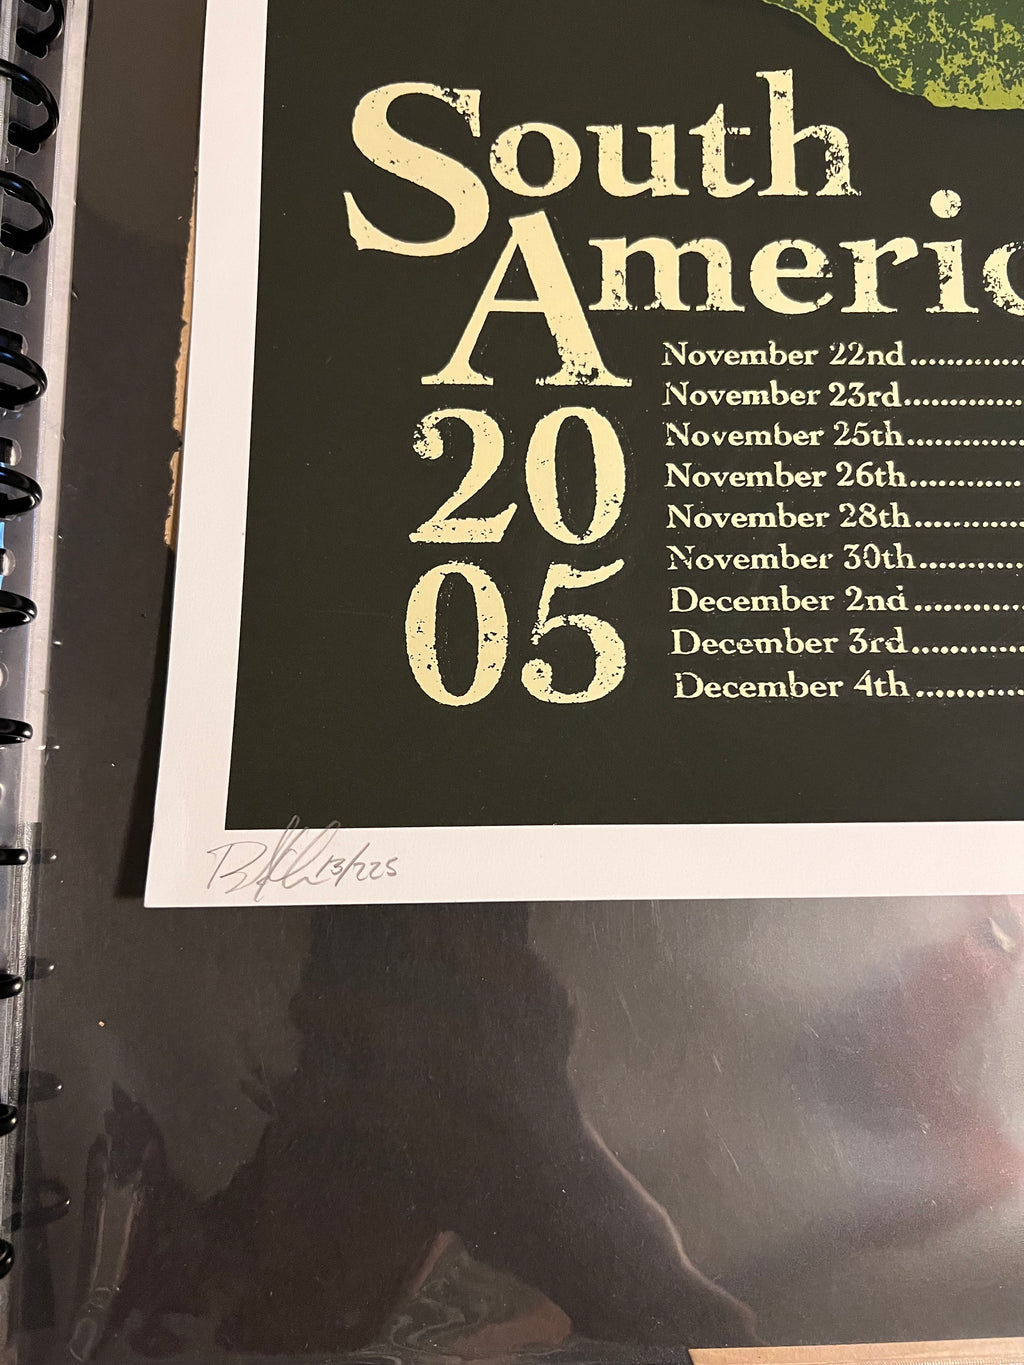 South
Americ
20
05
November 22nd....................
November 23rd....................
November 25th....................
November 26th....................
November 28th....................
November 30th....................
December 2nd....................
December 3rd....................
December 4th....................
13/225